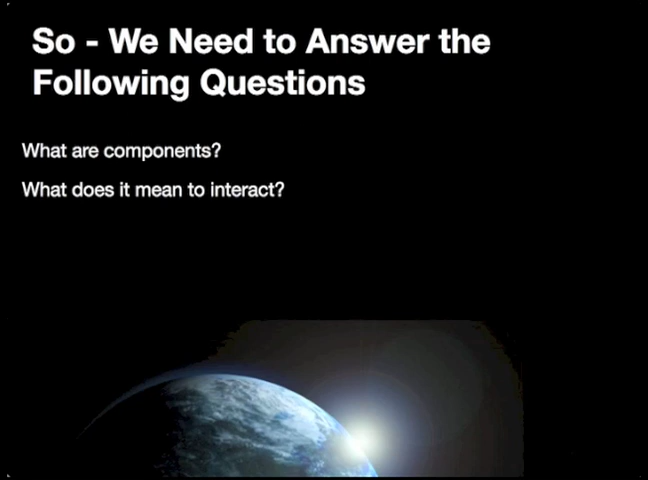 So - We Need to Answer the
Following Questions
What are components?
What does it mean to interact?